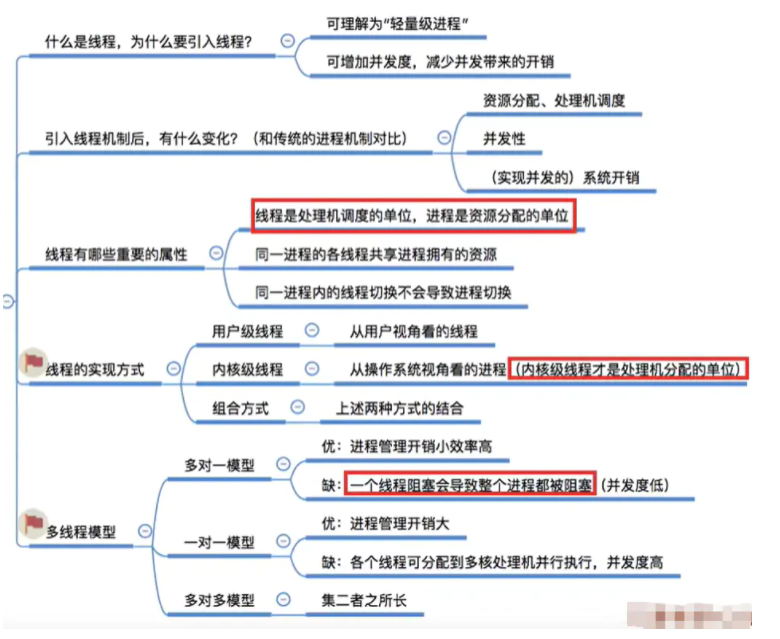 什么是线程，为什么要引入线程？
可理解为“轻量级进程”
可增加并发度，减少并发带来的开销
引入线程机制后，有什么变化？（和传统的进程机制对比）
资源分配、处理机调度
并发性
（实现并发的）系统开销
线程有哪些重要的属性
线程是处理机调度的单位，进程是资源分配的单位
同一进程的各线程共享进程拥有的资源
同一进程内的线程切换不会导致进程切换
线程的实现方式
用户级线程
从用户视角看的线程
内核级线程
从操作系统视角看的进程（内核级线程才是处理机分配的单位）
组合方式
上述两种方式的结合
多线程模型
多对一模型
优：进程管理开销小效率高
缺：一个线程阻塞会导致整个进程都被阻塞（并发度低）
一对一模型
优：进程管理开销大
缺：各个线程可分配到多核处理机并行执行，并发度高
多对多模型
集二者之所长